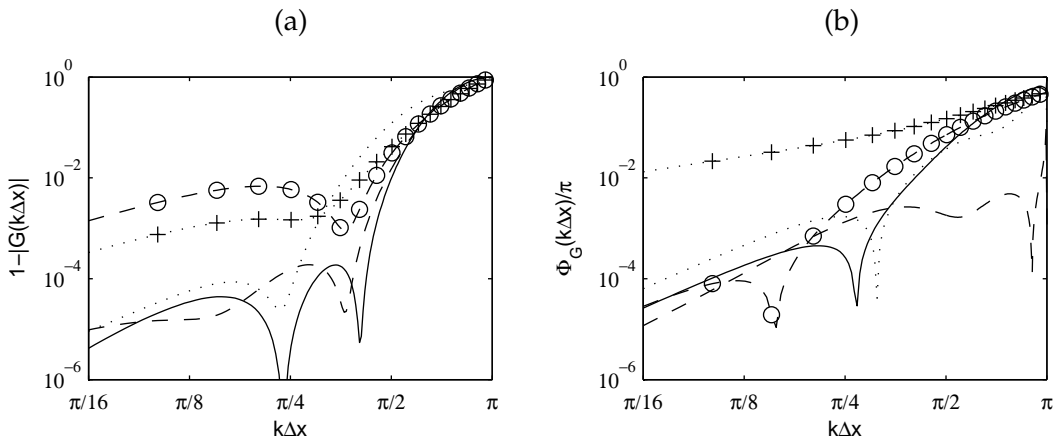 (a)
(b)
10^0
10^-2
10^-4
10^-6
1−|G(kΔx)|
π/16
π/8
π/4
π/2
π
kΔx
10^0
10^-2
10^-4
10^-6
Φ_G(kΔx)/π
π/16
π/8
π/4
π/2
π
kΔx